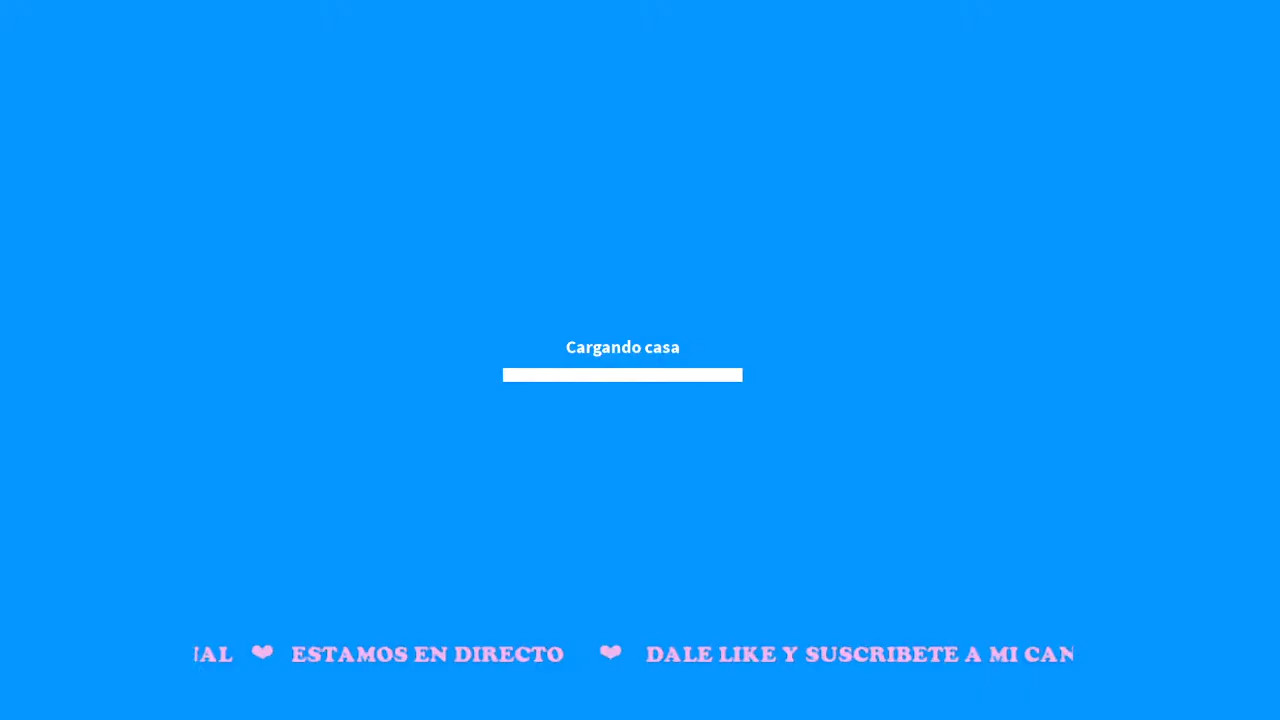 Cargando casa
❤ ESTAMOS EN DIRECTO ❤ DALE LIKE Y SUSCRIBETE A MI